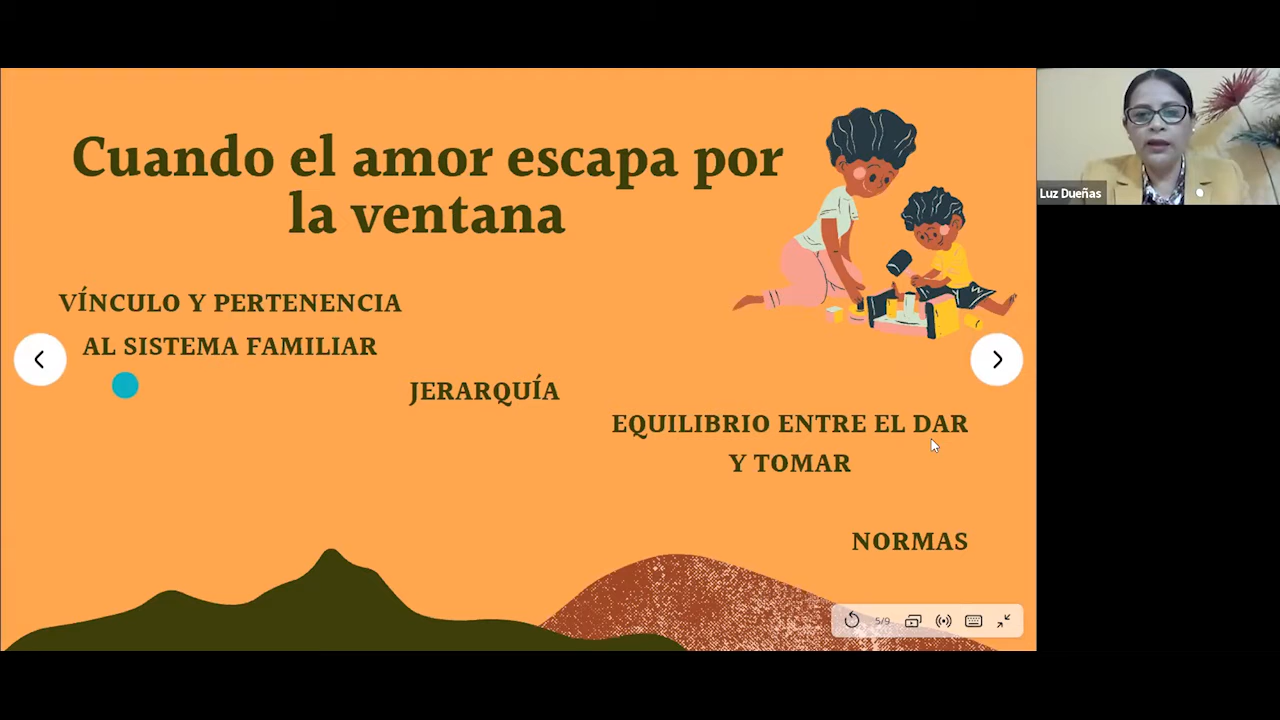 Cuando el amor escapa por
la ventana
VÍNCULO Y PERTENENCIA
AL SISTEMA FAMILIAR
JERARQUÍA
EQUILIBRIO ENTRE EL DAR
Y TOMAR
NORMAS
5/9
Luz Dueñas